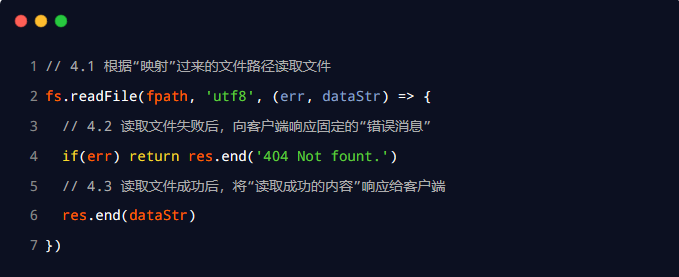 1 // 4.1 根据“映射”过来的文件路径读取文件
2 fs.readFile(fpath, 'utf8', (err, dataStr) => {
3   // 4.2 读取文件失败后，向客户端响应固定的“错误消息”
4   if(err) return res.end('404 Not fount.')
5   // 4.3 读取文件成功后，将“读取成功的内容”响应给客户端
6   res.end(dataStr)
7 })